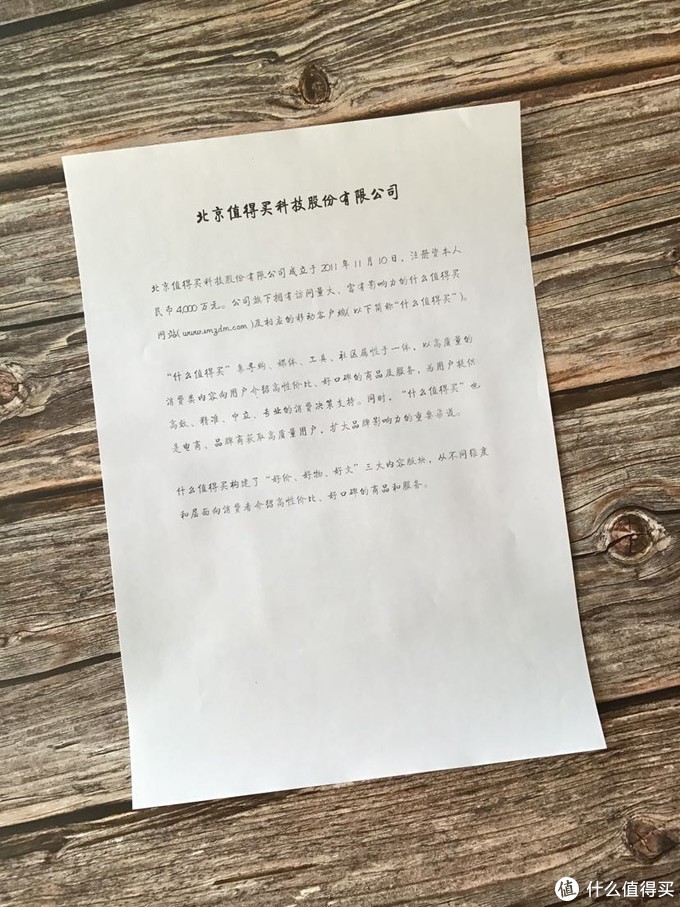 北京值得买科技股份有限公司
北京值得买科技股份有限公司成立于 2011 年 11 月 10 日，注册资本人
民币 4,000 万元。公司旗下拥有访问量大、富有影响力的什么值得买
网站( www.smzdm.com )及相应的移动客户端( 以下简称“什么值得买”)。
“什么值得买”集导购、媒体、工具、社区属性于一体，以高质量的
消费类内容向用户介绍高性价比、好口碑的商品及服务，为用户提供
高效、精准、中立、专业的消费决策支持。同时，“什么值得买”也
是电商、品牌商获取高质量用户，扩大品牌影响力的重要渠道。
什么值得买构建了“好价、好物、好文”三大内容版块，从不同维度
和层面向消费者介绍高性价比、好口碑的商品和服务。
值 什么值得买